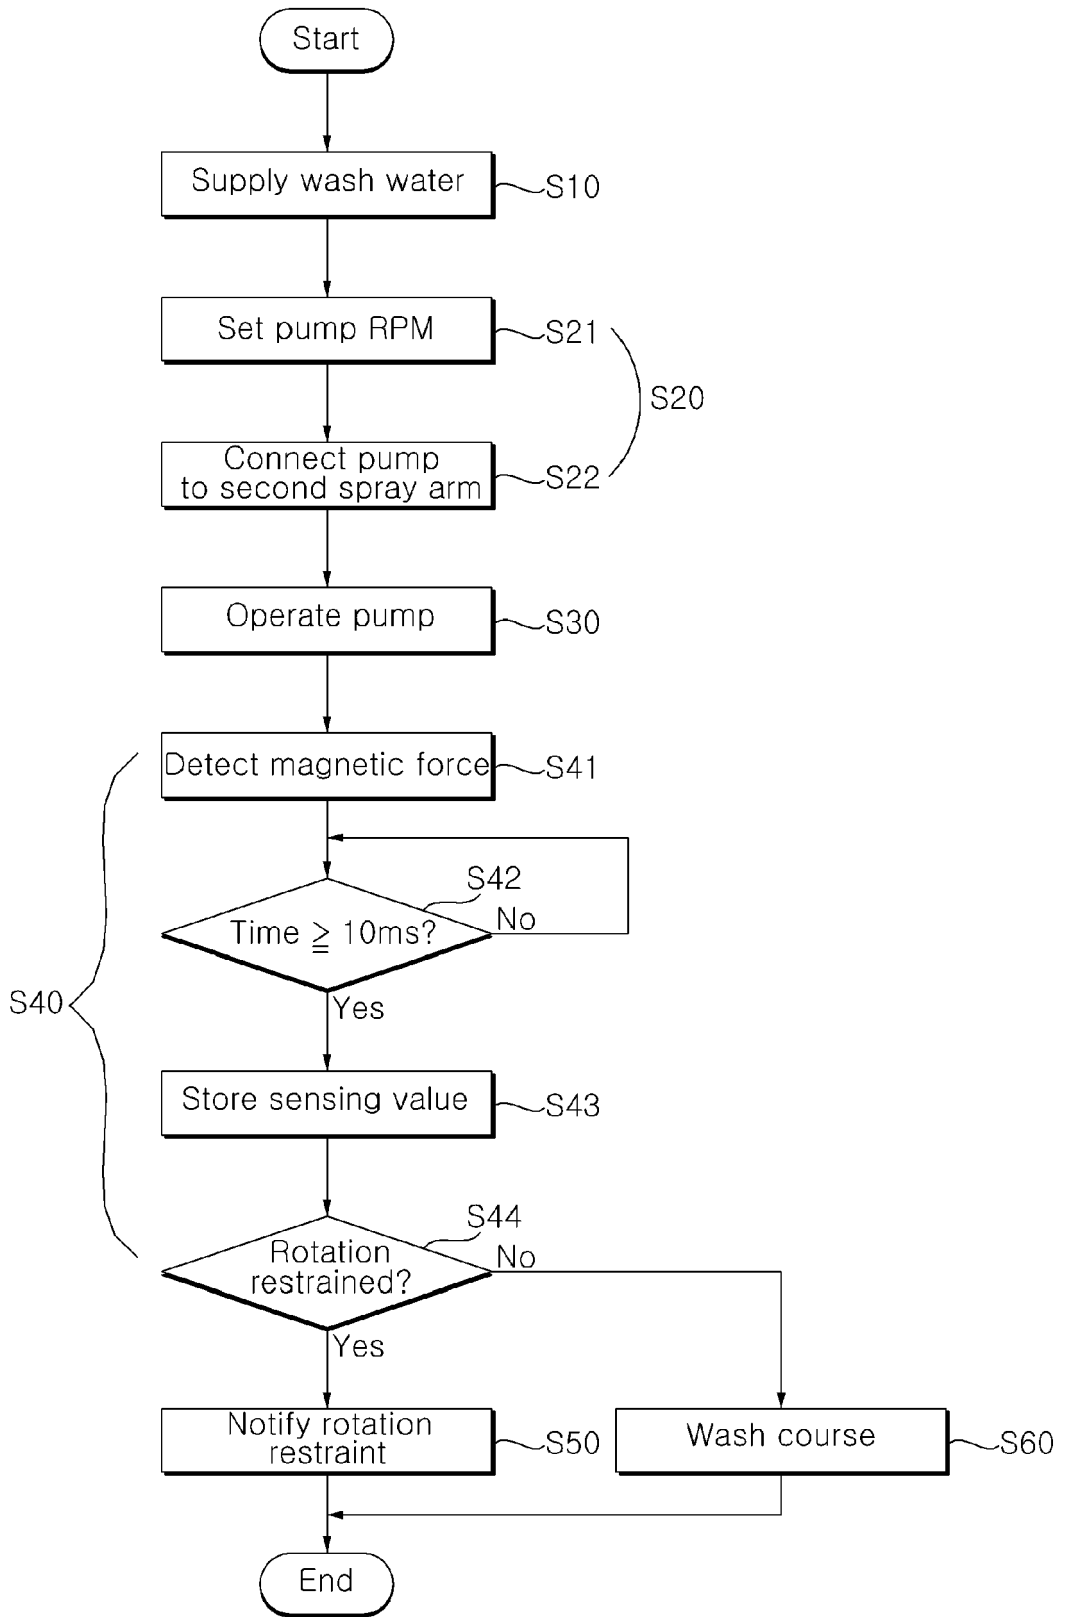 Start
Supply wash water
S10
Set pump RPM
S21
S20
Connect pump
to second spray arm
S22
Operate pump
S30
Detect magnetic force
S41
S42
Time ≧ 10ms?
No
S40
Yes
Store sensing value
S43
S44
Rotation
restrained?
No
Yes
Notify rotation
restraint
S50
Wash course
S60
End